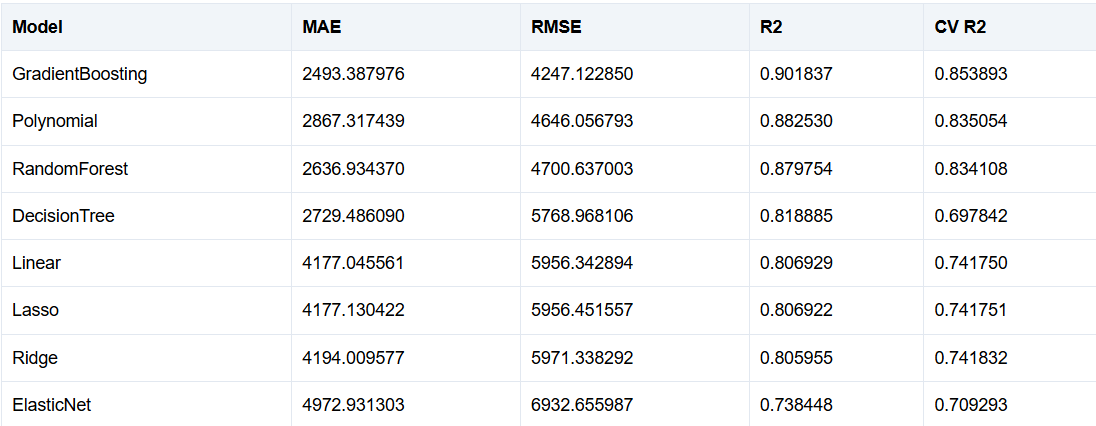 Model MAE RMSE R2 CV R2
GradientBoosting 2493.387976 4247.122850 0.901837 0.853893
Polynomial 2867.317439 4646.056793 0.882530 0.835054
RandomForest 2636.934370 4700.637003 0.879754 0.834108
DecisionTree 2729.486090 5768.968106 0.818885 0.697842
Linear 4177.045561 5956.342894 0.806929 0.741750
Lasso 4177.130422 5956.451557 0.806922 0.741751
Ridge 4194.009577 5971.338292 0.805955 0.741832
ElasticNet 4972.931303 6932.655987 0.738448 0.709293